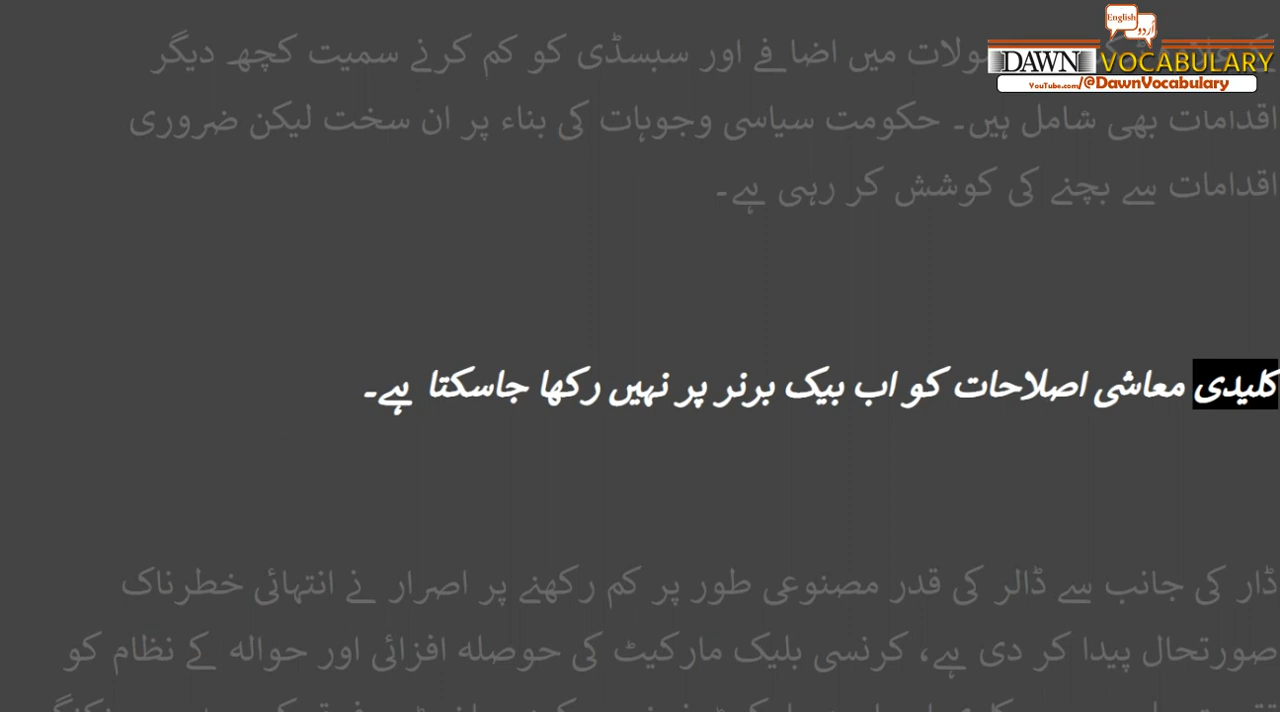 English
اُردو
DAWN VOCABULARY
YouTube.com/@DawnVocabulary
میں اضافے اور سبسڈی کو کم کرنے سمیت کچھ دیگر
اقدامات بھی شامل ہیں۔ حکومت سیاسی وجوہات کی بناء پر ان سخت لیکن ضروری
اقدامات سے بچنے کی کوشش کر رہی ہے۔
کلیدی معاشی اصلاحات کو اب بیک برنر پر نہیں رکھا جاسکتا ہے۔
ڈار کی جانب سے ڈالر کی قدر مصنوعی طور پر کم رکھنے پر اصرار نے انتہائی خطرناک
صورتحال پیدا کر دی ہے، کرنسی بلیک مارکیٹ کی حوصلہ افزائی اور حوالہ کے نظام کو